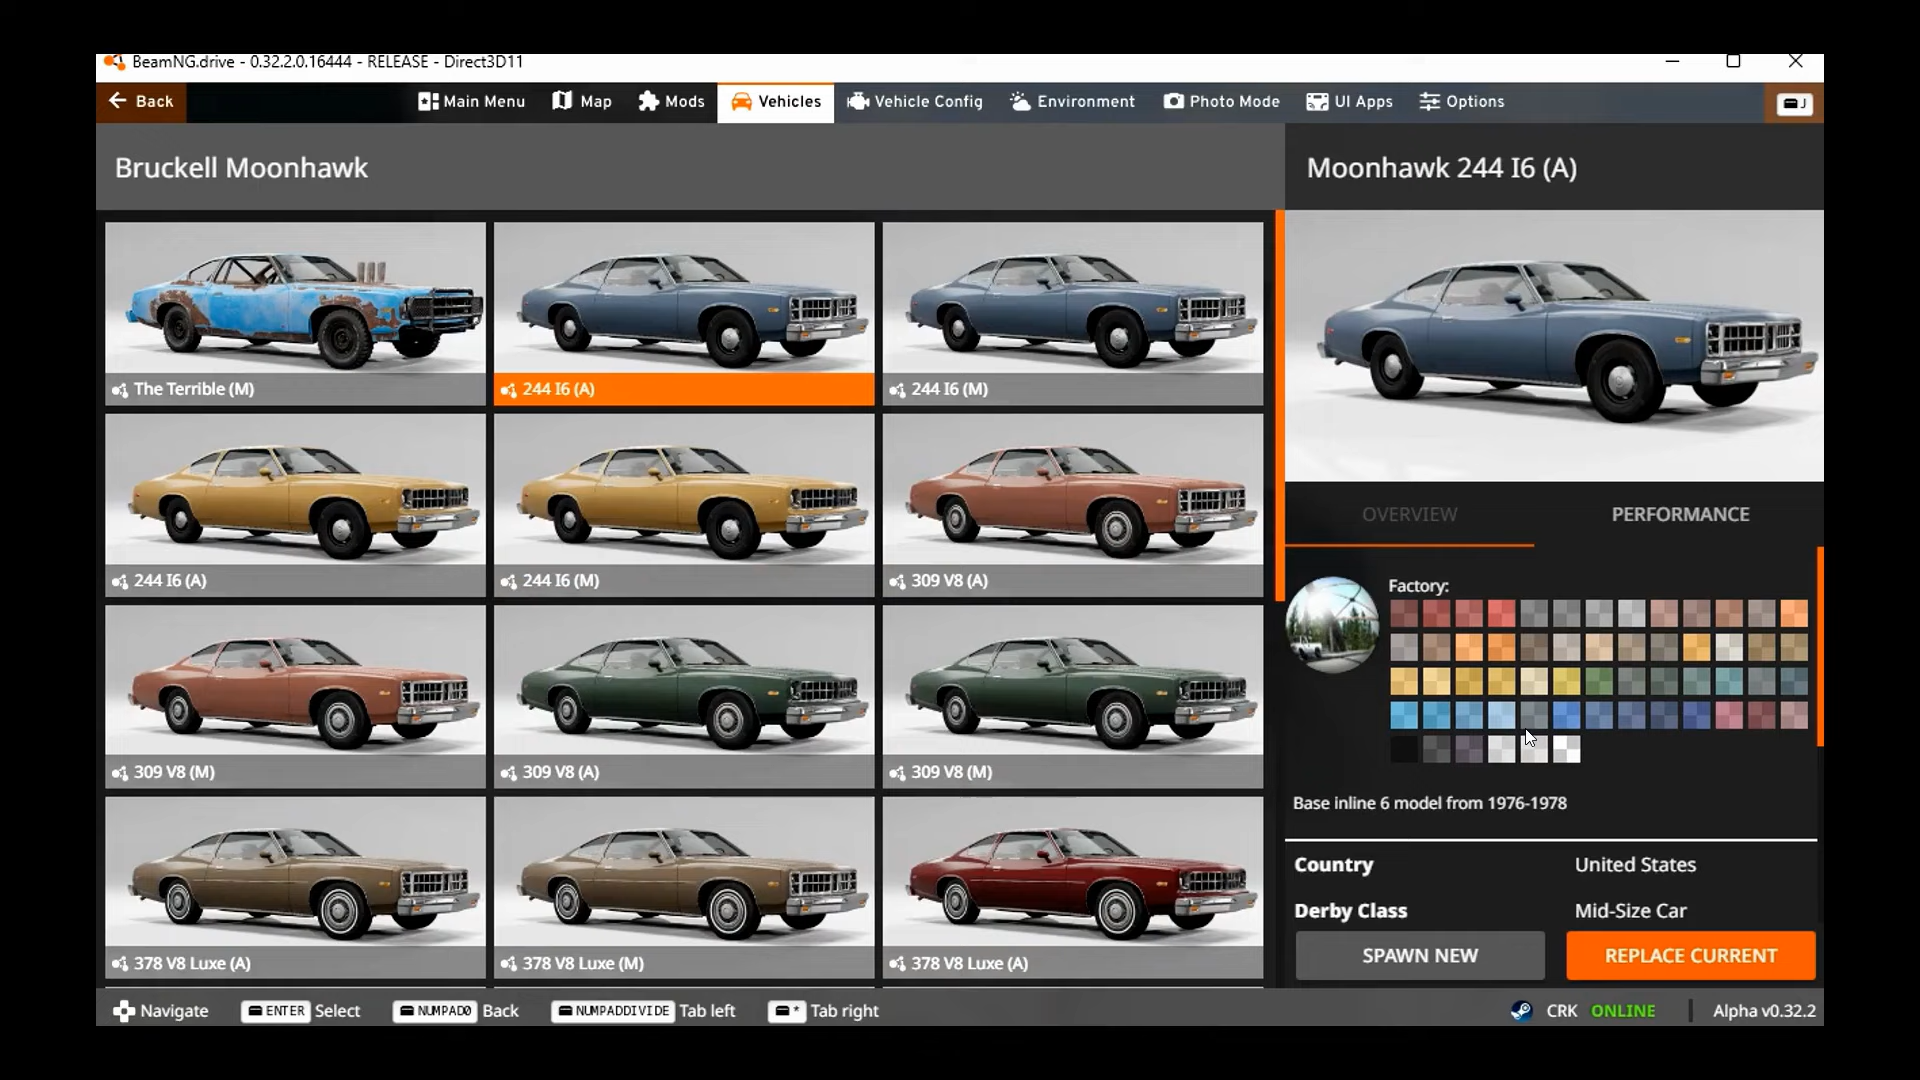 BeamNG.drive - 0.32.2.0.16444 - RELEASE - Direct3D11
Back
Main Menu
Map
Mods
Vehicles
Vehicle Config
Environment
Photo Mode
UI Apps
Options
J
Bruckell Moonhawk
Moonhawk 244 I6 (A)
The Terrible (M)
244 I6 (A)
244 I6 (M)
244 I6 (A)
244 I6 (M)
309 V8 (A)
309 V8 (M)
309 V8 (A)
309 V8 (M)
378 V8 Luxe (A)
378 V8 Luxe (M)
378 V8 Luxe (A)
OVERVIEW
PERFORMANCE
Factory:
Base inline 6 model from 1976-1978
Country United States
Derby Class Mid-Size Car
SPAWN NEW
REPLACE CURRENT
Navigate
ENTER Select
NUMPAD0 Back
NUMPADDIVIDE Tab left
* Tab right
CRK ONLINE
Alpha v0.32.2